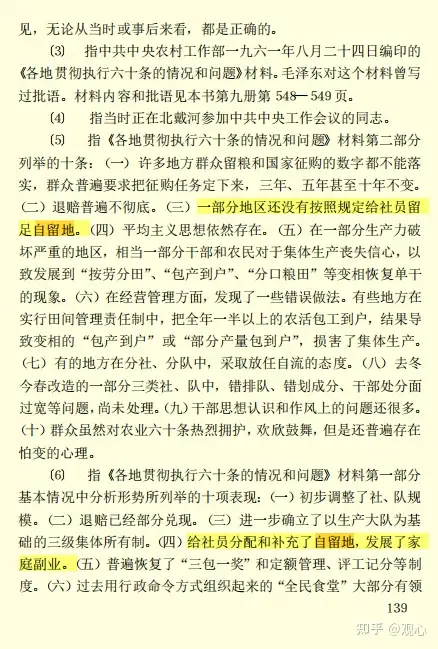 见，无论从当时或事后来看，都是正确的。
(3) 指中共中央农村工作部一九六一年八月二十四日编印的
《各地贯彻执行六十条的情况和问题》材料。毛泽东对这个材料曾写
过批语。材料内容和批语见本书第九册第 548—549 页。
(4) 指当时正在北戴河参加中共中央工作会议的同志。
(5) 指《各地贯彻执行六十条的情况和问题》材料第二部分
列举的十条：(一) 许多地方群众留粮和国家征购的数字都不能落
实，群众普遍要求把征购任务定下来，三年、五年甚至十年不变。
(二) 退赔普遍不彻底。(三) 一部分地区还没有按照规定给社员留
足自留地。(四) 平均主义思想依然存在。(五) 在一部分生产力破
坏严重的地区，相当一部分干部和农民对于集体生产丧失信心，以
致发展到“按劳分田”、“包产到户”、“分口粮田”等变相恢复单干
的现象。(六) 在经营管理方面，发现了一些错误做法。有些地方在
实行田间管理责任制中，把全年一半以上的农活包工到户，结果导
致变相的“包产到户”或“部分产量包到户”，损害了集体生产。
(七) 有的地方在分社、分队中，采取放任自流的态度。(八) 去冬
今春改造的一部分三类社、队中，错排队、错划成分、干部处分面
过宽等问题，尚未处理。(九) 干部思想认识和作风上的问题还很多。
(十) 群众虽然对农业六十条热烈拥护，欢欣鼓舞，但是还普遍存在
怕变的心理。
(6) 指《各地贯彻执行六十条的情况和问题》材料第一部分
基本情况中分析形势所列举的十项表现：(一) 初步调整了社、队规
模。(二) 退赔已经部分兑现。(三) 进一步确立了以生产大队为基
础的三级集体所有制。(四) 给社员分配和补充了自留地，发展了家
庭副业。(五) 普遍恢复了“三包一奖”和定额管理、评工记分等制
度。(六) 过去用行政命令方式组织起来的“全民食堂”大部分有领
139
知乎 @观心